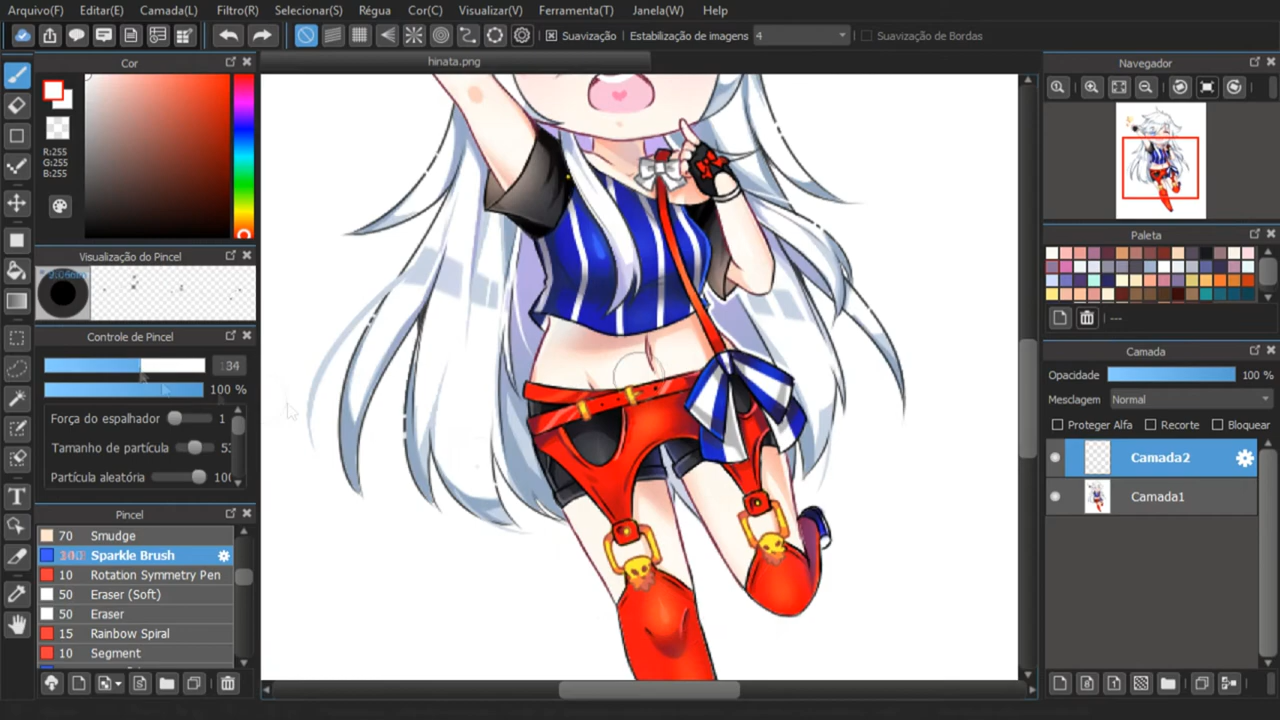 Arquivo(F) Editar(E) Camada(L) Filtro(R) Selecionar(S) Régua Cor(C) Visualizar(V) Ferramenta(T) Janela(W) Help
Suavização Estabilização de imagens 4 Suavização de Bordas
Cor
hinata.png
Navegador
R:255
G:255
B:255
Visualização do Pincel
Paleta
Controle de Pincel
---
Camada
134
Opacidade 100 %
100 %
Mesclagem Normal
Força do espalhador 1
Proteger Alfa Recorte Bloquear
Tamanho de partícula
Camada2
Partícula aleatória
Camada1
Pincel
70 Smudge
Sparkle Brush
10 Rotation Symmetry Pen
50 Eraser (Soft)
50 Eraser
15 Rainbow Spiral
10 Segment